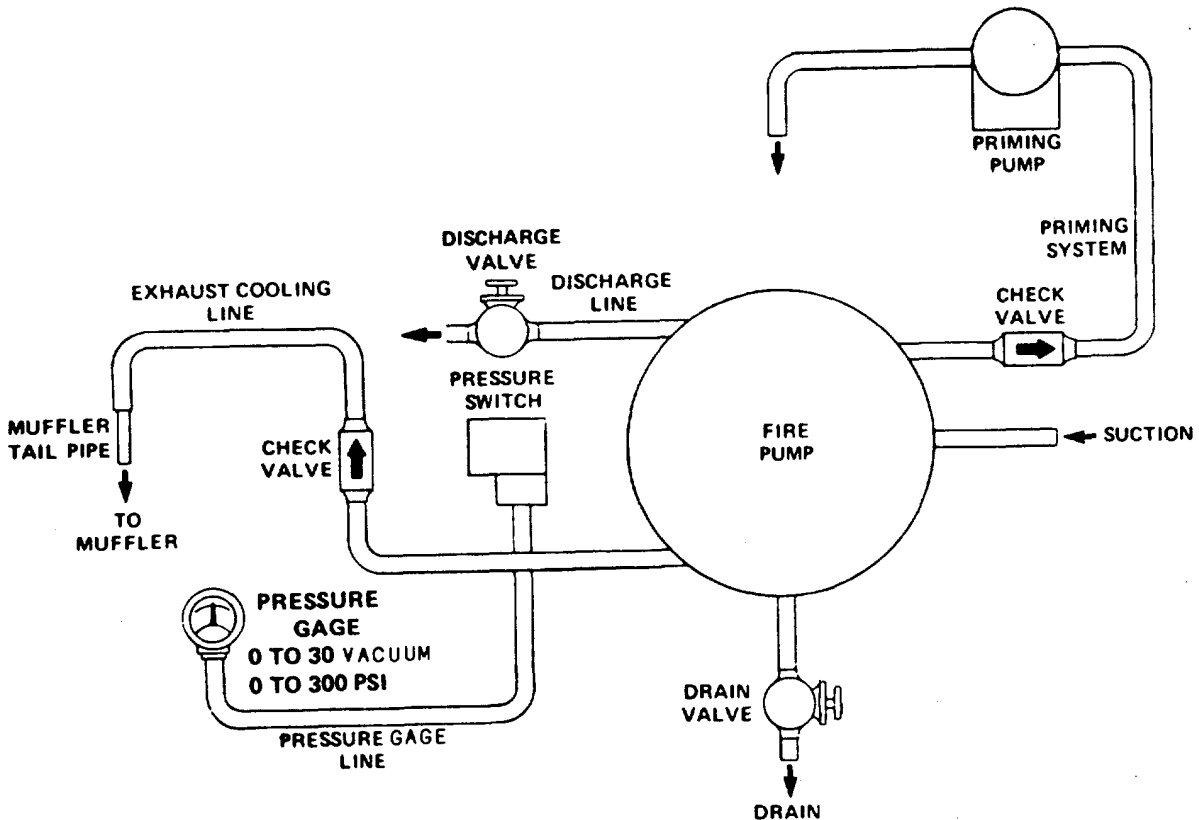 PRIMING
PUMP
PRIMING
SYSTEM
DISCHARGE
VALVE
DISCHARGE
LINE
EXHAUST COOLING
LINE
CHECK
VALVE
PRESSURE
SWITCH
MUFFLER
TAIL PIPE
CHECK
VALVE
FIRE
PUMP
SUCTION
TO
MUFFLER
PRESSURE
GAGE
0 TO 30 VACUUM
0 TO 300 PSI
DRAIN
VALVE
PRESSURE GAGE
LINE
DRAIN